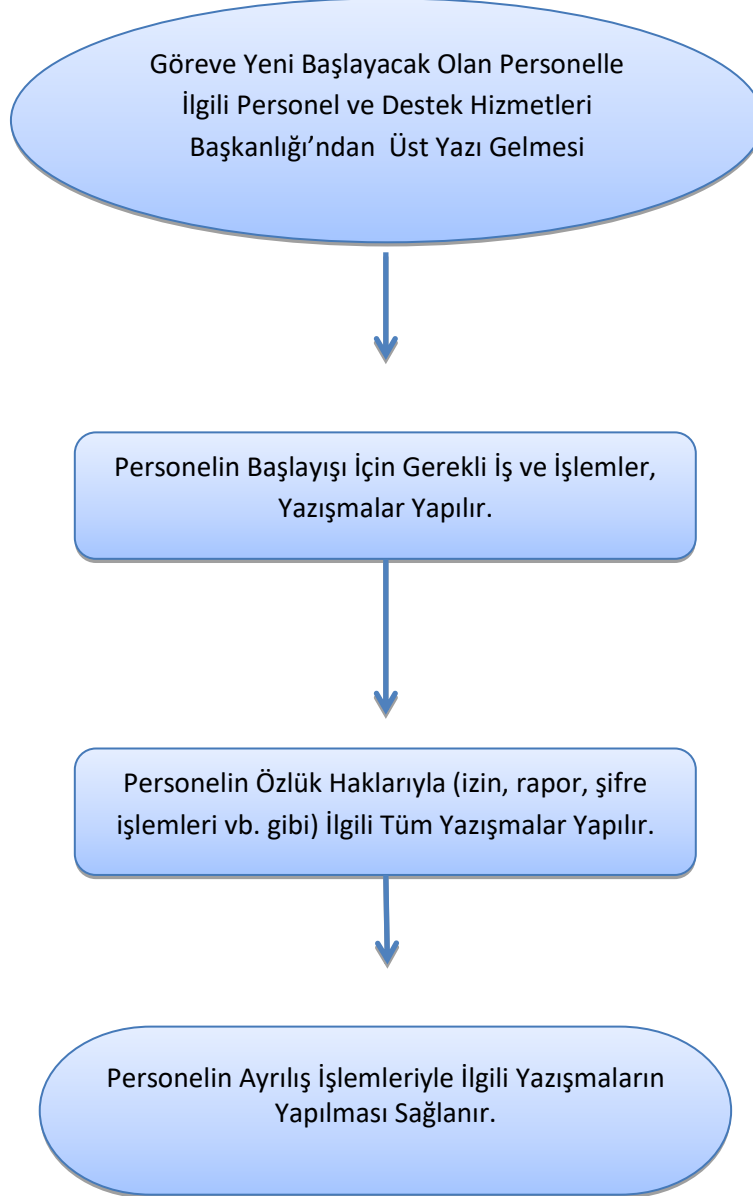 Göreve Yeni Başlayacak Olan Personelle
İlgili Personel ve Destek Hizmetleri
Başkanlığı’ndan Üst Yazı Gelmesi
Personelin Başlayışı İçin Gerekli İş ve İşlemler,
Yazışmalar Yapılır.
Personelin Özlük Haklarıyla (izin, rapor, şifre
işlemleri vb. gibi) İlgili Tüm Yazışmalar Yapılır.
Personelin Ayrılış İşlemleriyle İlgili Yazışmaların
Yapılması Sağlanır.